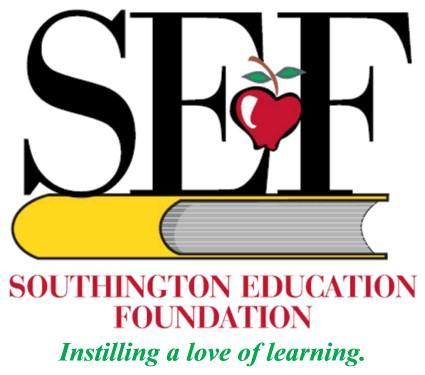 SEF
SOUTHINGTON EDUCATION
FOUNDATION
Instilling a love of learning.